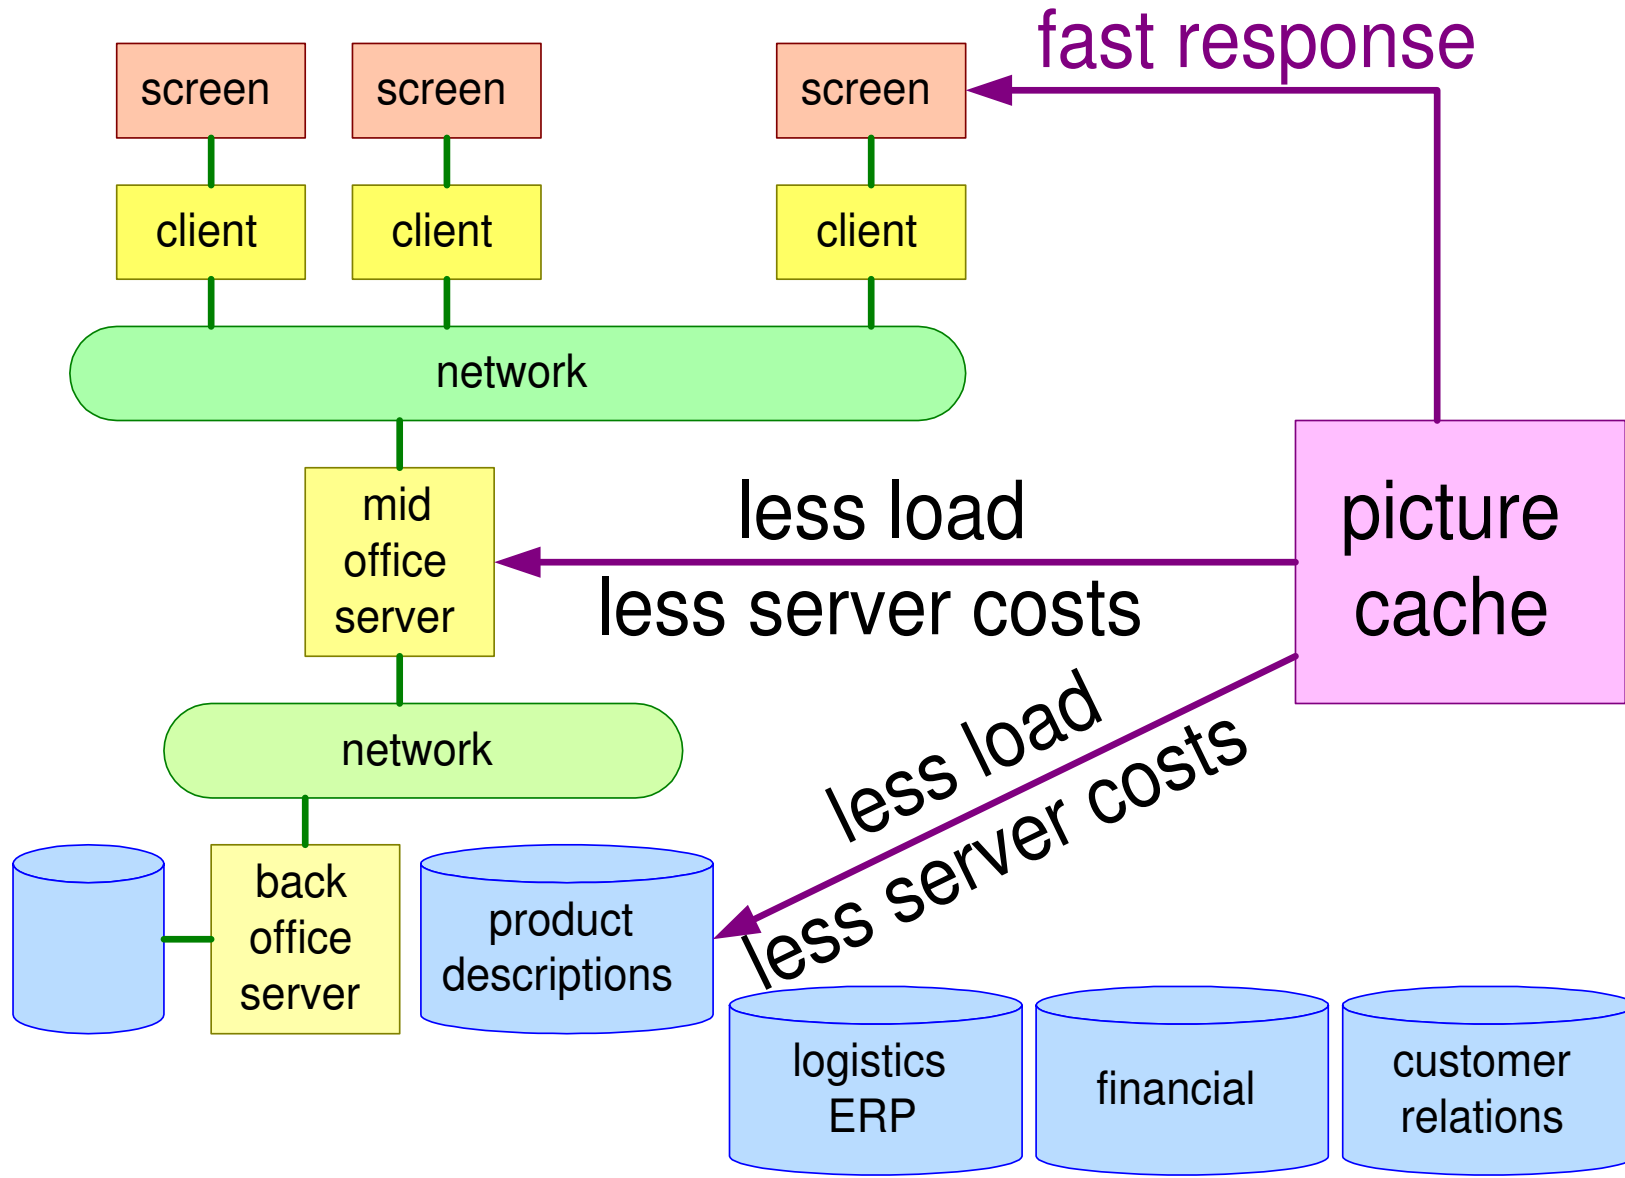 fast response
screen
screen
screen
client
client
client
network
mid
office
server
less load
less server costs
picture
cache
less load
less server costs
network
back
office
server
product
descriptions
logistics
ERP
financial
customer
relations